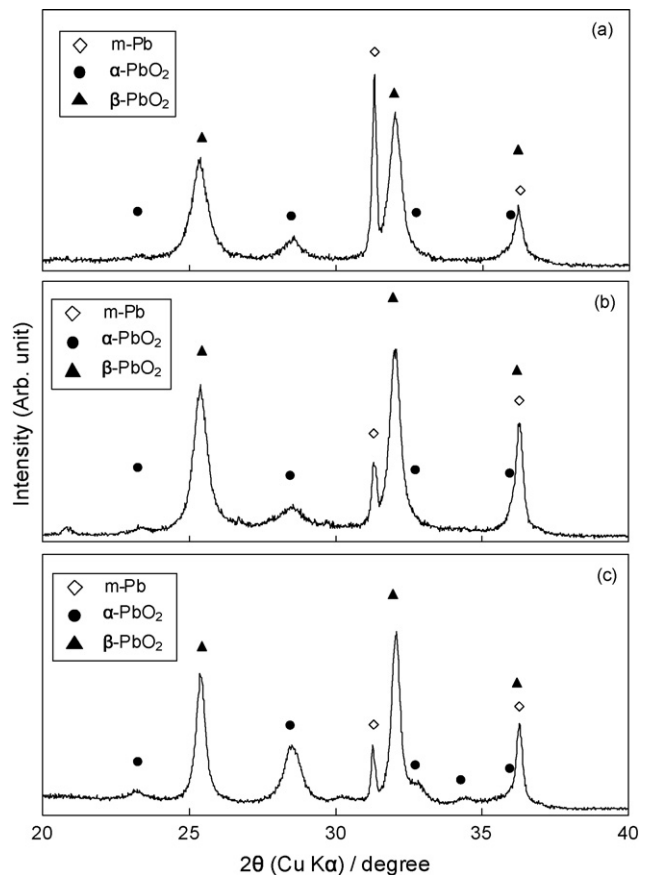 (a)
◇ m-Pb
● α-PbO₂
▲ β-PbO₂
(b)
◇ m-Pb
● α-PbO₂
▲ β-PbO₂
Intensity (Arb. unit)
(c)
◇ m-Pb
● α-PbO₂
▲ β-PbO₂
20 25 31 35 40
2θ (Cu Kα) / degree